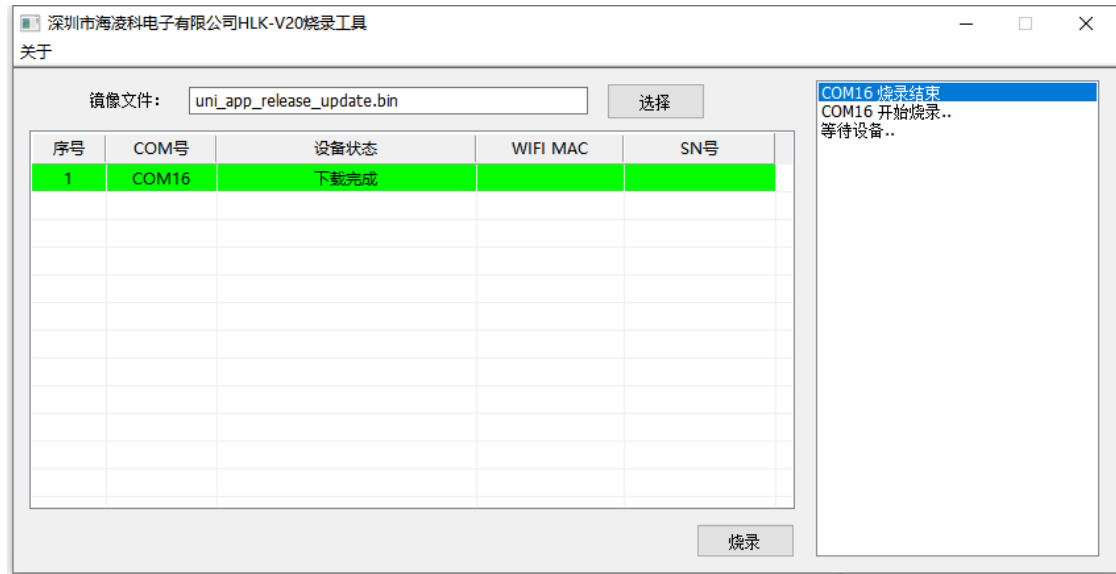 深圳市海凌科电子有限公司HLK-V20烧录工具
关于
镜像文件： uni_app_release_update.bin 选择
序号 COM号 设备状态 WIFI MAC SN号
1 COM16 下载完成
烧录
COM16 烧录结束
COM16 开始烧录..
等待设备..